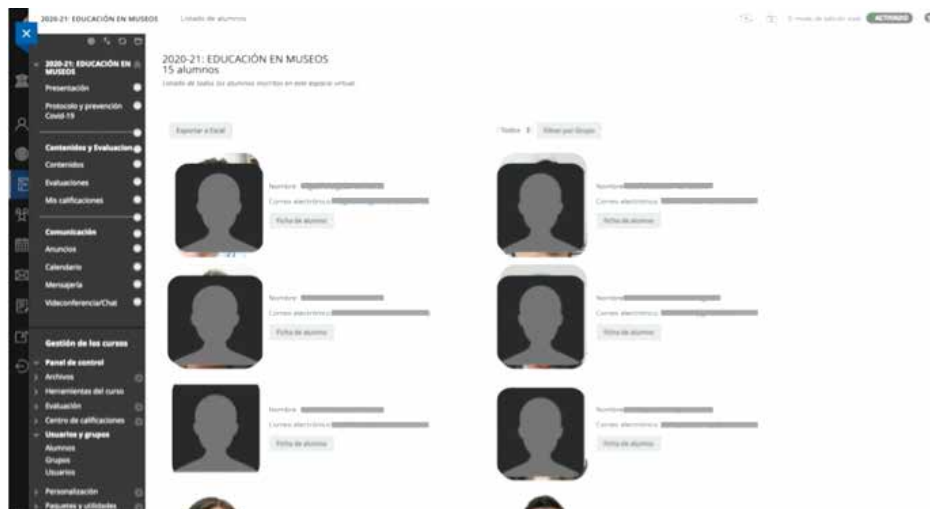 2020-21: EDUCACIÓN EN MUSEOS
Listado de alumnos
El modo de edición está:
ACTIVADO
2020-21: EDUCACIÓN EN MUSEOS
Presentación
Protocolo y prevención
Covid-19
Contenidos y Evaluacion
Contenidos
Evaluaciones
Mis calificaciones
Comunicación
Anuncios
Calendario
Mensajería
Videoconferencia/Chat
Gestión de los cursos
Panel de control
Archivos
Herramientas del curso
Evaluación
Centro de calificaciones
Usuarios y grupos
Alumnos
Grupos
Usuarios
Personalización
Paquetes y utilidades
2020-21: EDUCACIÓN EN MUSEOS
15 alumnos
Listado de todos los alumnos inscritos en este espacio virtual
Exportar a Excel
Todos
Filtrar por Grupo
Nombre
Correo electrónico
Ficha de alumno
Nombre
Correo electrónico
Ficha de alumno
Nombre
Correo electrónico
Ficha de alumno
Nombre
Correo electrónico
Ficha de alumno
Nombre
Correo electrónico
Ficha de alumno
Nombre
Correo electrónico
Ficha de alumno